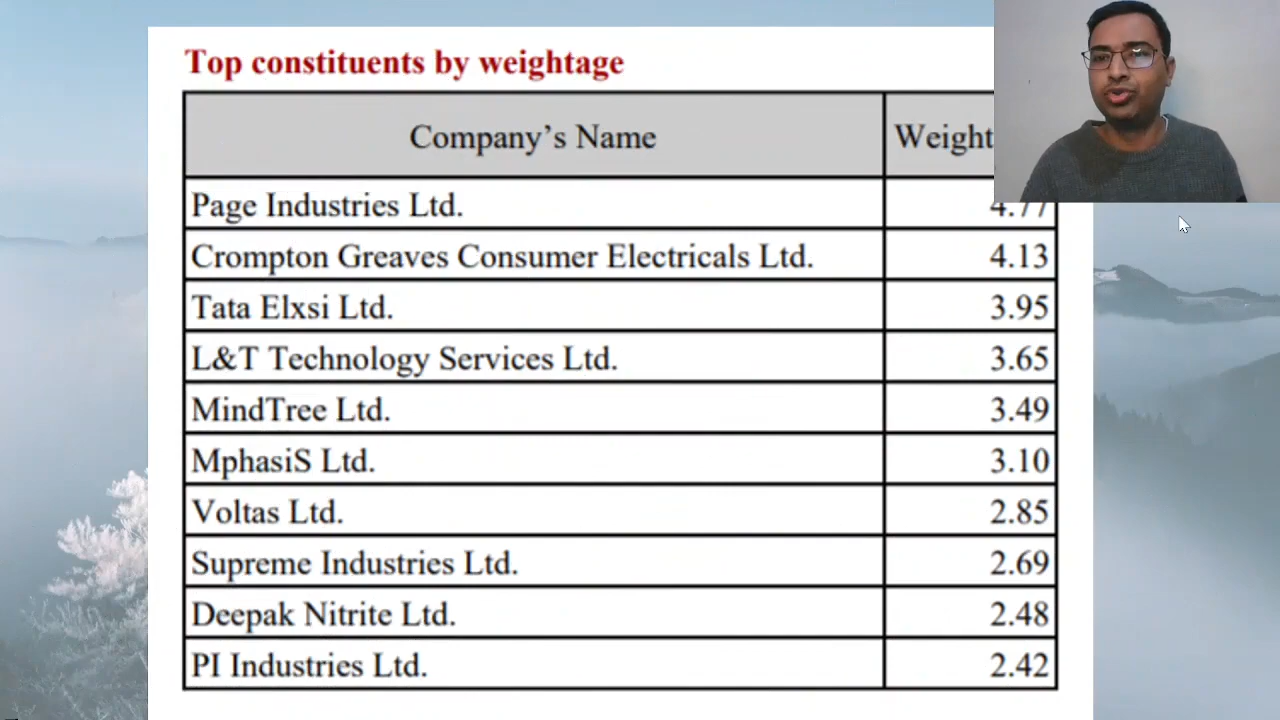 Top constituents by weightage
Company’s Name Weight
Page Industries Ltd. 4.77
Crompton Greaves Consumer Electricals Ltd. 4.13
Tata Elxsi Ltd. 3.95
L&T Technology Services Ltd. 3.65
MindTree Ltd. 3.49
MphasiS Ltd. 3.10
Voltas Ltd. 2.85
Supreme Industries Ltd. 2.69
Deepak Nitrite Ltd. 2.48
PI Industries Ltd. 2.42